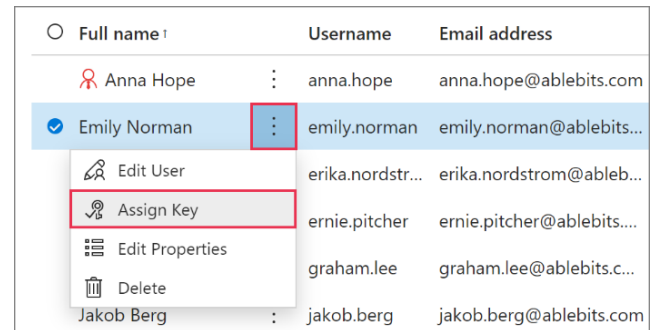 Full name↑ Username Email address
Anna Hope anna.hope anna.hope@ablebits.com
Emily Norman emily.norman emily.norman@ablebits...
Edit User erika.nordstr... erika.nordstrom@ableb...
Assign Key ernie.pitcher ernie.pitcher@ablebits....
Edit Properties graham.lee graham.lee@ablebits.c...
Delete
Jakob Berg jakob.berg jakob.berg@ablebits.com